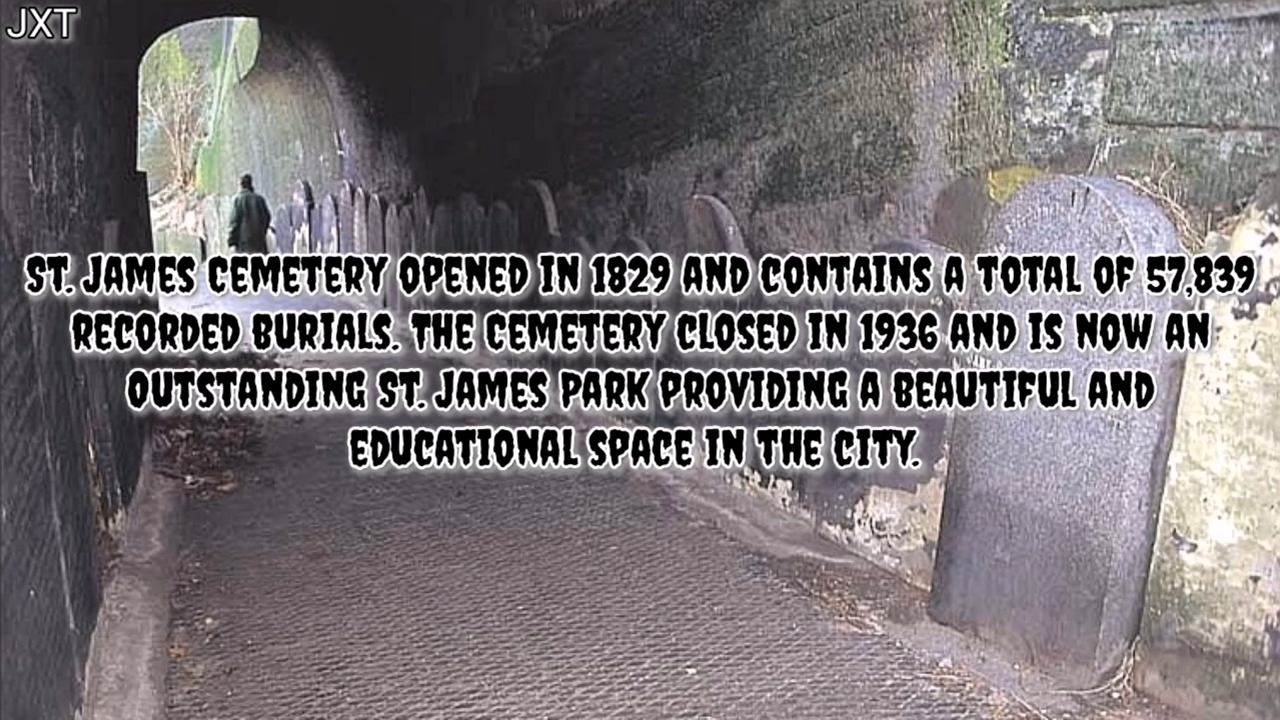 JXT
ST. JAMES CEMETERY OPENED IN 1829 AND CONTAINS A TOTAL OF 57,839
RECORDED BURIALS. THE CEMETERY CLOSED IN 1936 AND IS NOW AN
OUTSTANDING ST. JAMES PARK PROVIDING A BEAUTIFUL AND
EDUCATIONAL SPACE IN THE CITY.